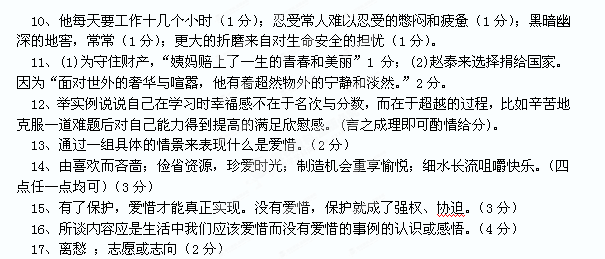 10、他每天要工作十几个小时（1分）；忍受常人难以忍受的憋闷和疲惫（1分）；黑暗幽
深的地窖，常常（1分）；更大的折磨来自对生命安全的担忧（1分）。
11、(1)为守住财产，“姨妈赔上了一生的青春和美丽”1 分；(2)赵泰来选择捐给国家。
因为“面对世外的奢华与喧嚣，他有着超然物外的宁静和淡然。”2分。
12、举实例说说自己在学习时幸福感不在于名次与分数，而在于超越的过程，比如辛苦地
克服一道难题后对自己能力得到提高的满足欣慰感。(言之成理即可酌情给分)。
13、通过一组具体的情景来表现什么是爱惜。（2分）
14、由喜欢而吝啬；俭省资源，珍爱时光；制造机会重享愉悦；细水长流咀嚼快乐。（四
点任一点均可）（3分）
15、有了保护，爱惜才能真正实现。没有爱惜，保护就成了强权、协迫。（3分）
16、所谈内容应是生活中我们应该爱惜而没有爱惜的事例的认识或感悟。（4分）
17、离愁 ；志愿或志向（2分）